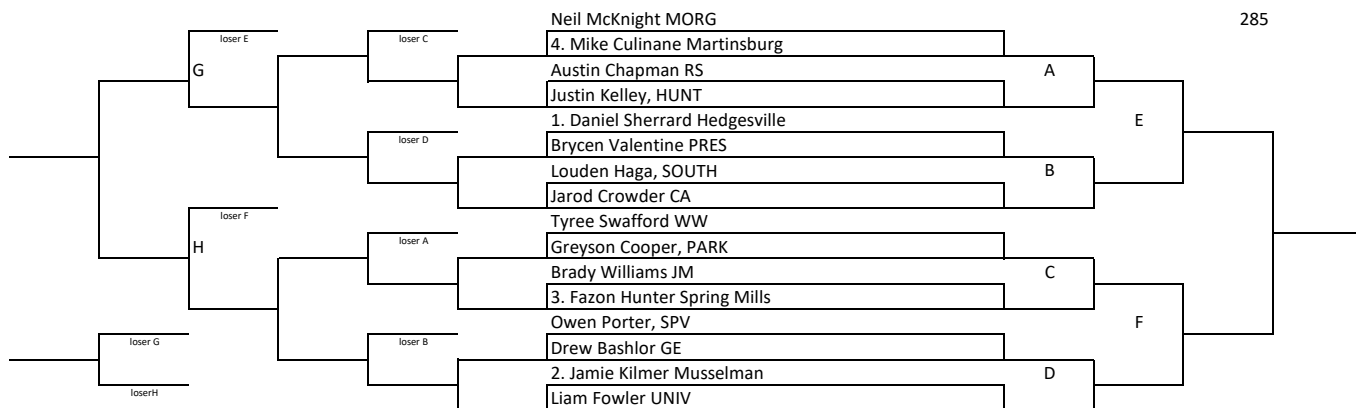 Neil McKnight MORG 285
loser E loser C 4. Mike Culinane Martinsburg
G Austin Chapman RS A
Justin Kelley, HUNT
1. Daniel Sherrard Hedgesville E
loser D Brycen Valentine PRES
Louden Haga, SOUTH B
Jarod Crowder CA
loser F Tyree Swafford WW
H loser A Greyson Cooper, PARK
Brady Williams JM C
3. Fazon Hunter Spring Mills
Owen Porter, SPV F
loser G loser B Drew Bashlor GE
2. Jamie Kilmer Musselman D
loserH Liam Fowler UNIV